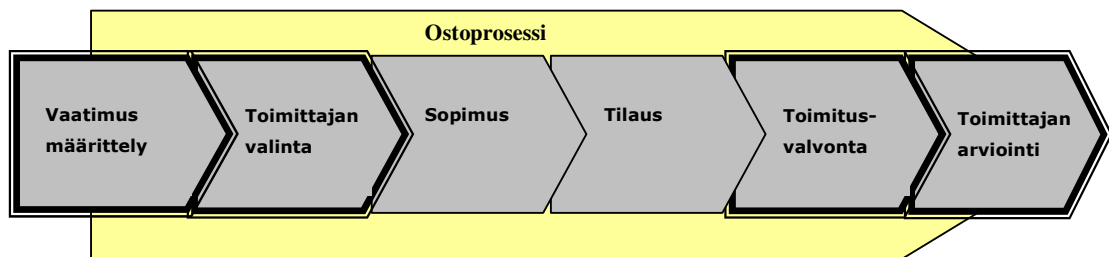 Ostoprosessi
Vaatimus
määrittely
Toimittajan
valinta
Sopimus
Tilaus
Toimitus-
valvonta
Toimittajan
arviointi